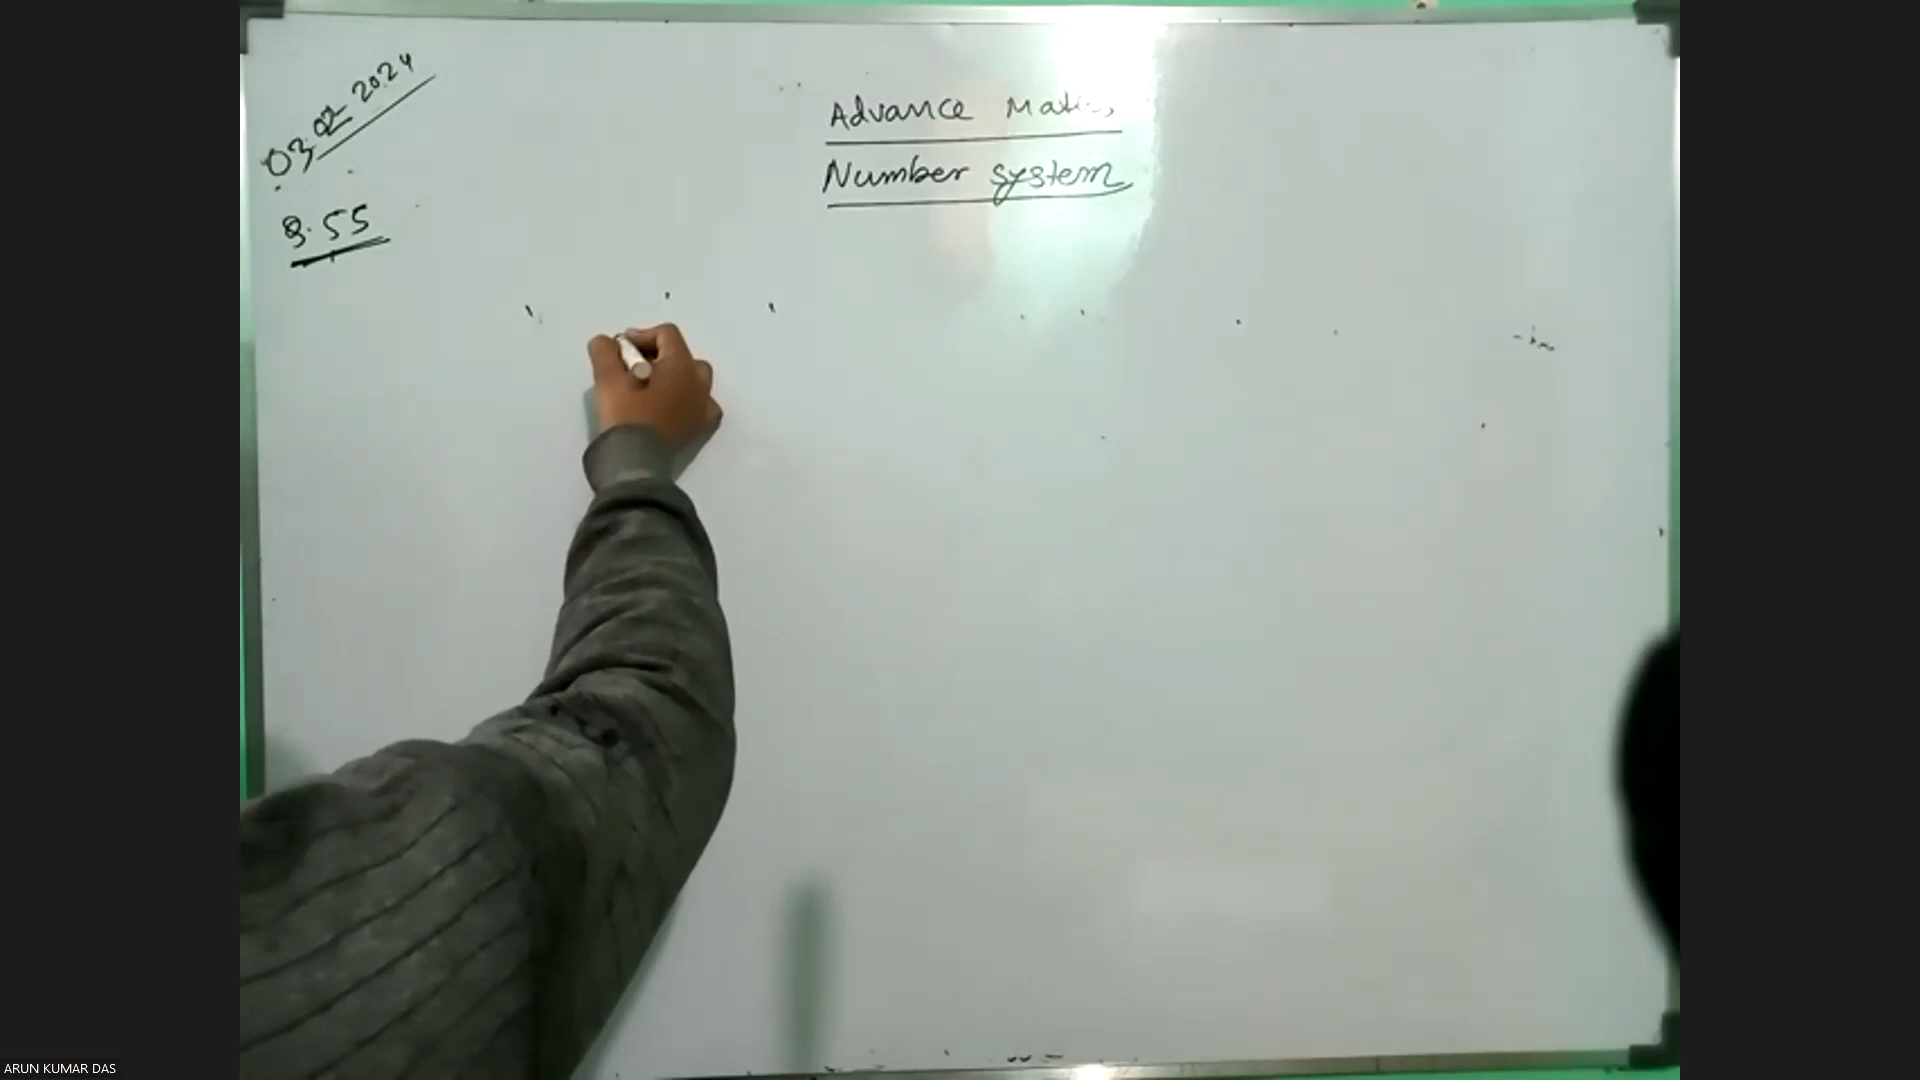 03.02.2024
8.55
Advance Maths
Number system
ARUN KUMAR DAS